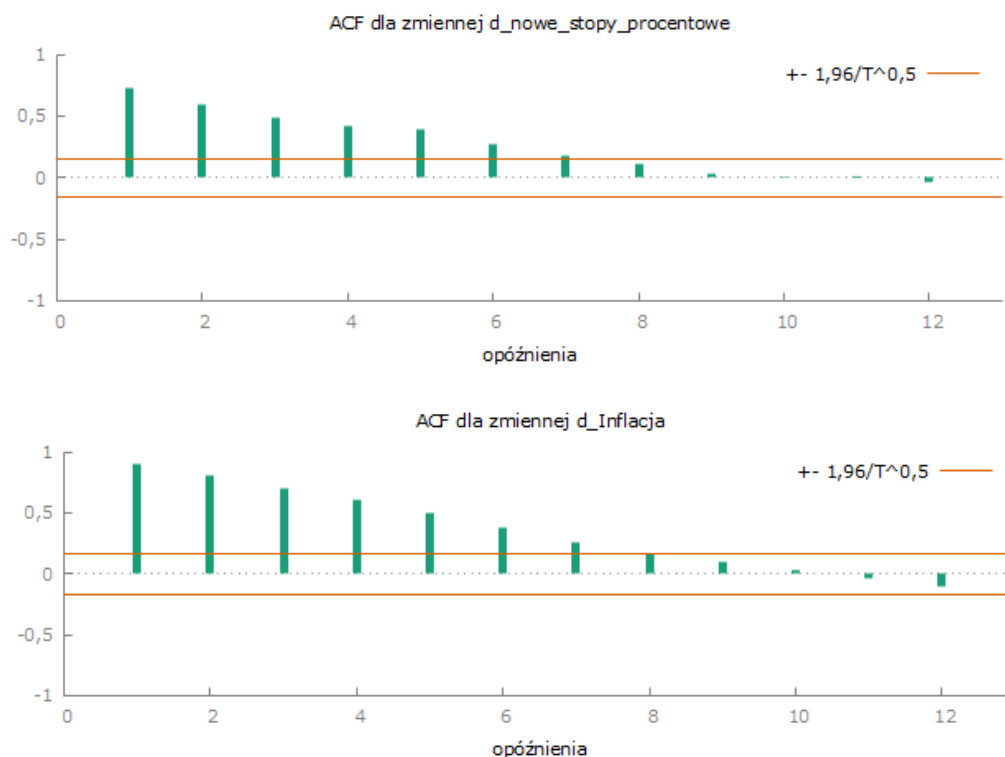 ACF dla zmiennej d_nowe_stopy_procentowe
+- 1,96/T^0,5
1
0,5
0
-0,5
-1
0 2 4 6 8 10 12
opóźnienia
ACF dla zmiennej d_Inflacja
+- 1,96/T^0,5
1
0,5
0
-0,5
-1
0 2 4 6 8 10 12
opóźnienia